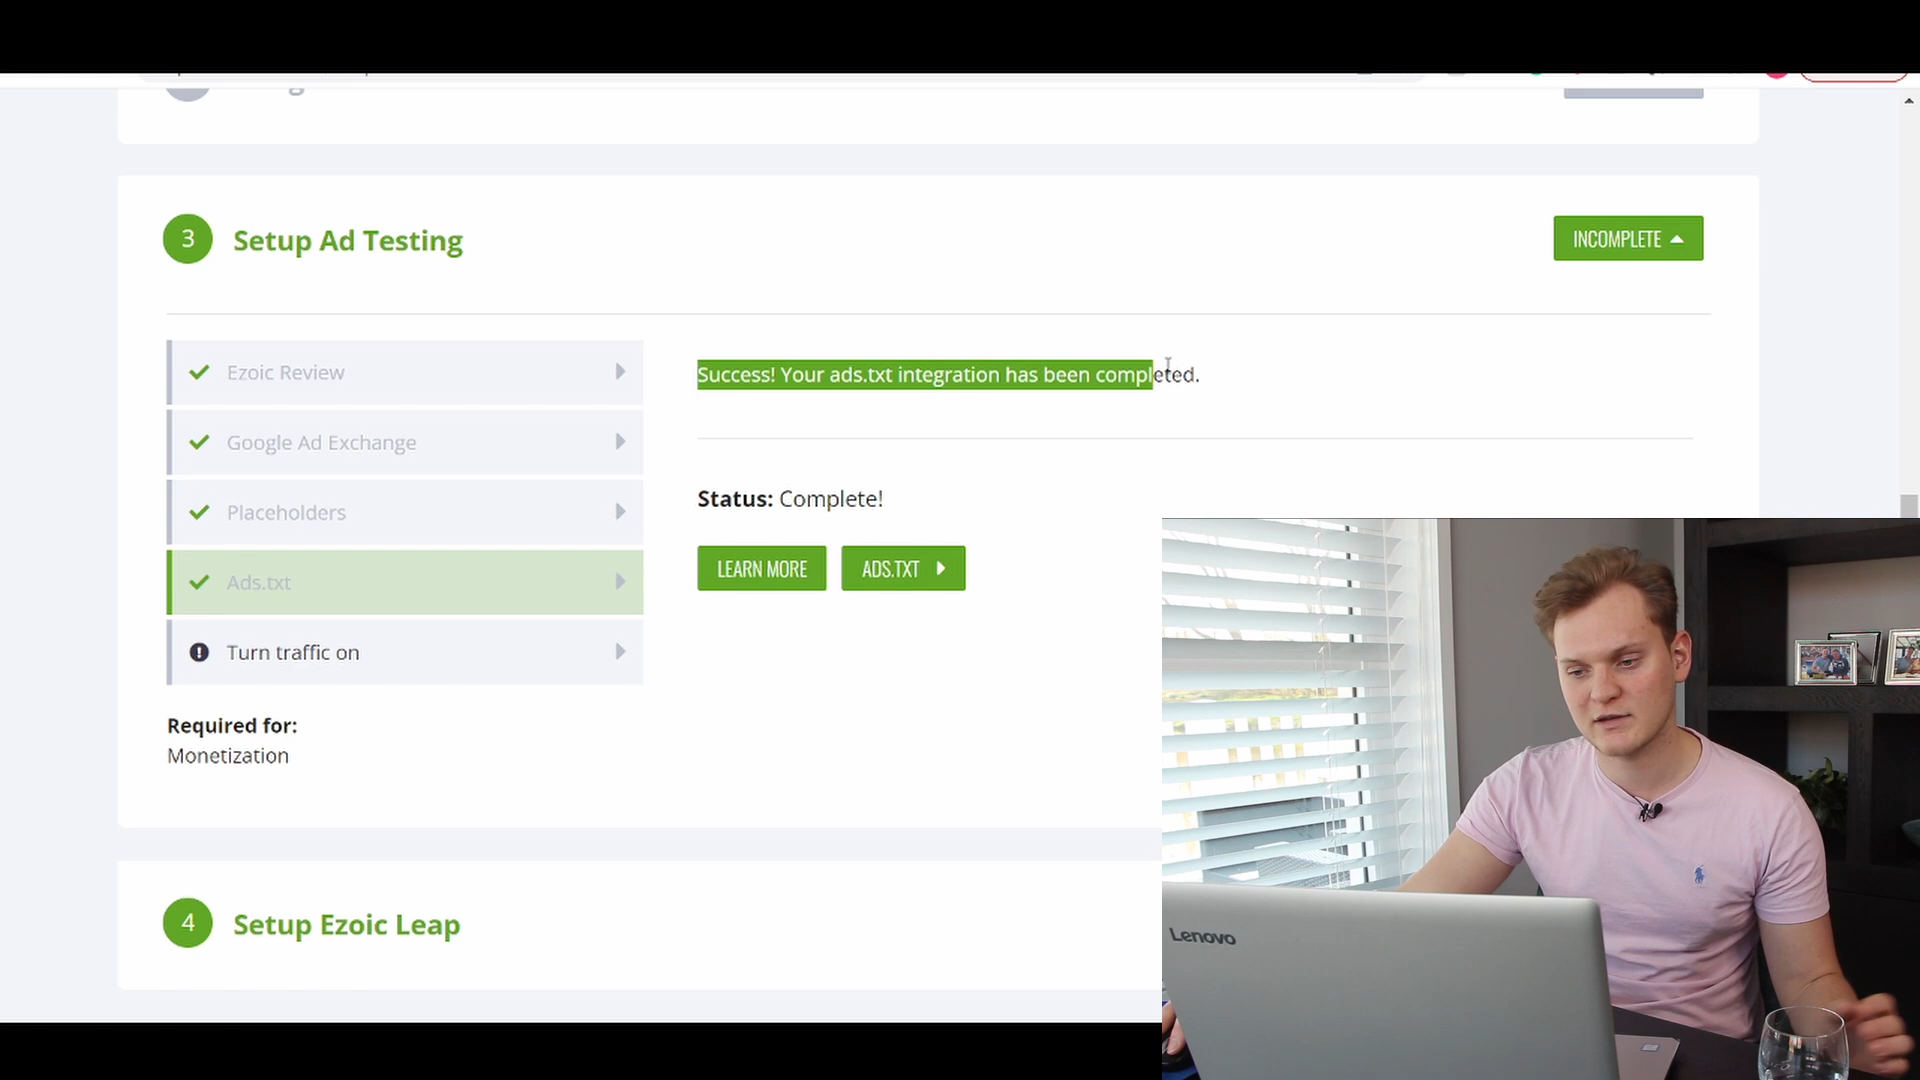 3 Setup Ad Testing
INCOMPLETE
Ezoic Review
Google Ad Exchange
Placeholders
Ads.txt
Turn traffic on
Required for:
Monetization
Success! Your ads.txt integration has been completed.
Status: Complete!
LEARN MORE
ADS.TXT
4 Setup Ezoic Leap
Lenovo